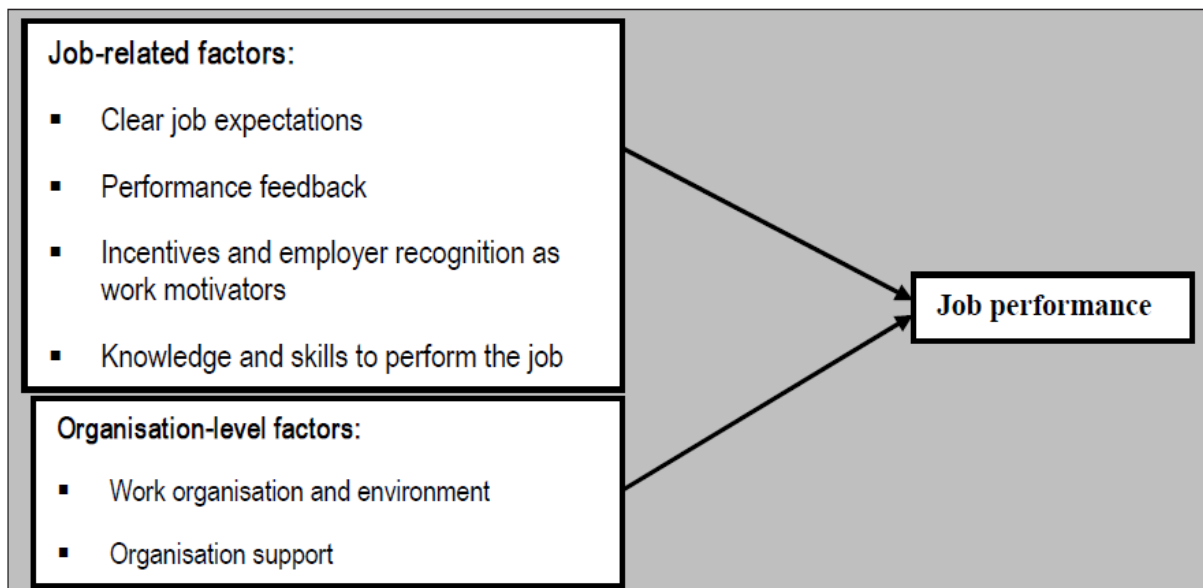 Job-related factors:
▪ Clear job expectations
▪ Performance feedback
▪ Incentives and employer recognition as
work motivators
▪ Knowledge and skills to perform the job
Organisation-level factors:
▪ Work organisation and environment
▪ Organisation support
Job performance